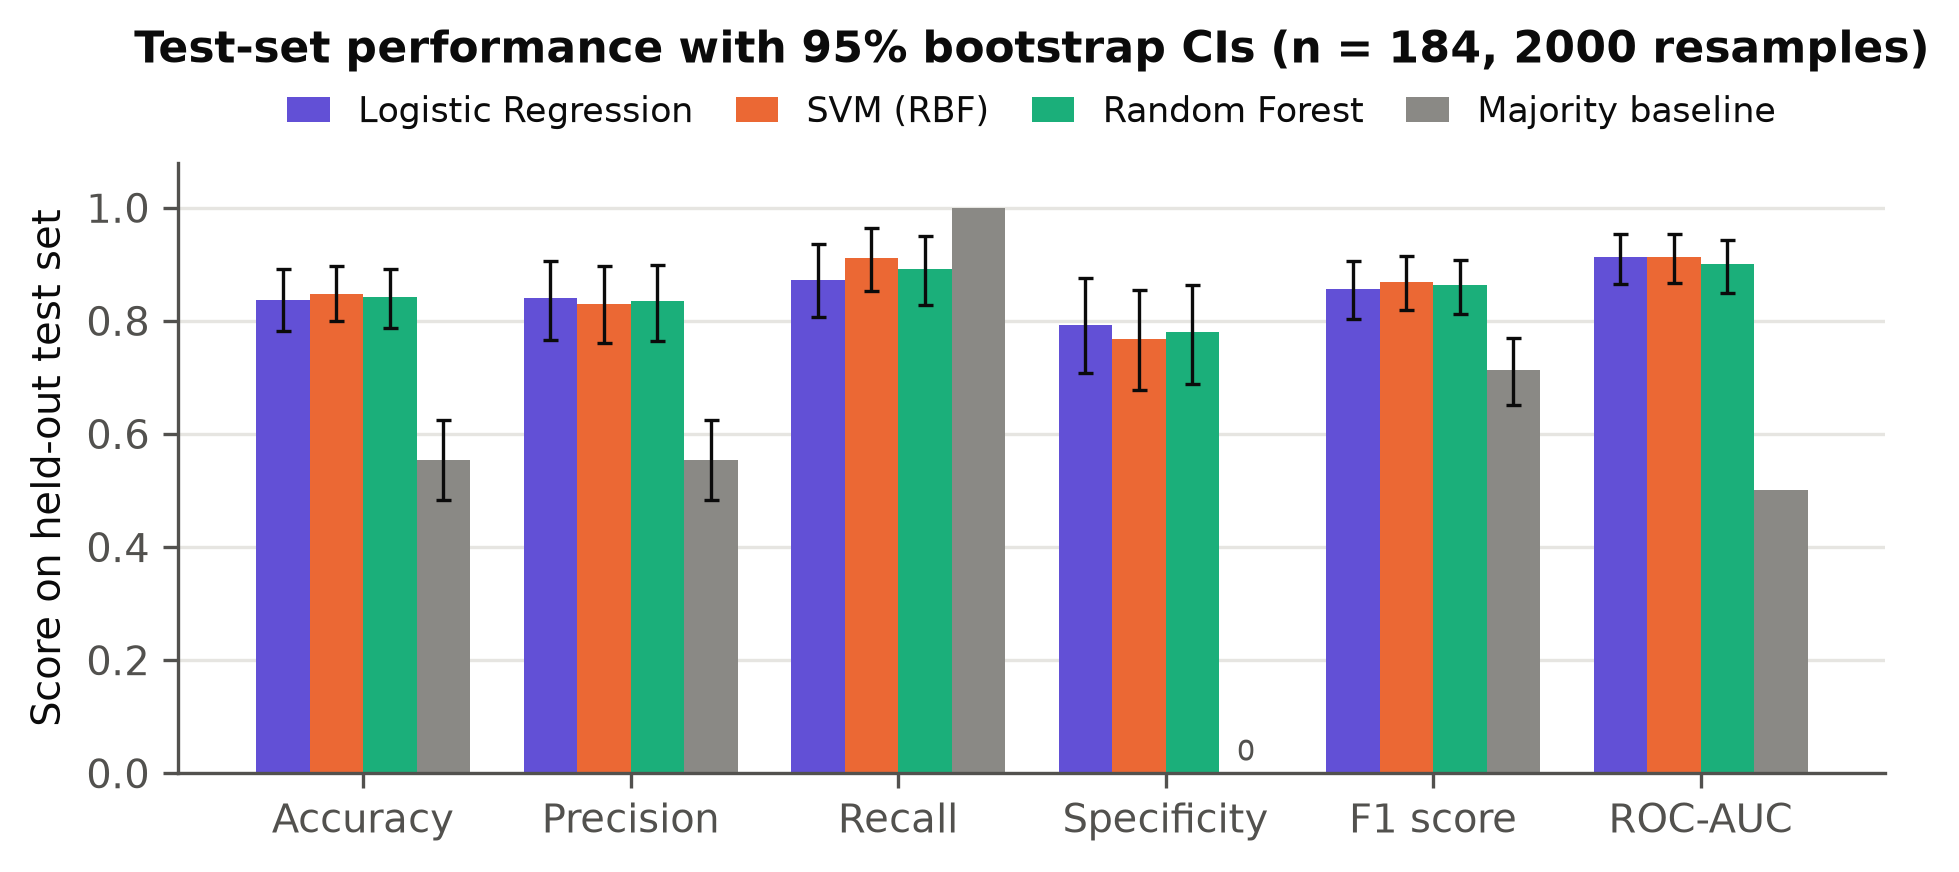 Test-set performance with 95% bootstrap CIs (n = 184, 2000 resamples)
Logistic Regression SVM (RBF) Random Forest Majority baseline
Score on held-out test set
1.0
0.8
0.6
0.4
0.2
0.0
0
Accuracy Precision Recall Specificity F1 score ROC-AUC